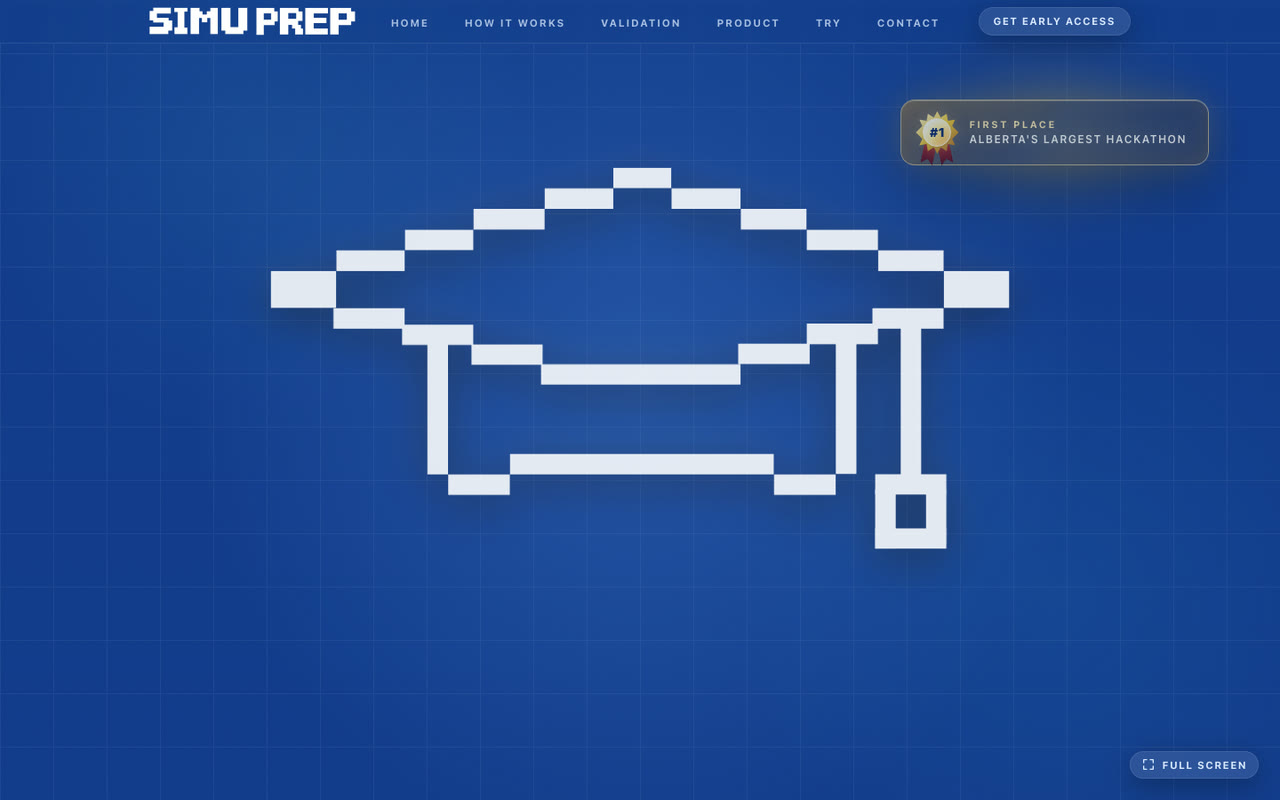 SIMU PREP
HOME
HOW IT WORKS
VALIDATION
PRODUCT
TRY
CONTACT
GET EARLY ACCESS
#1
FIRST PLACE
ALBERTA'S LARGEST HACKATHON
FULL SCREEN